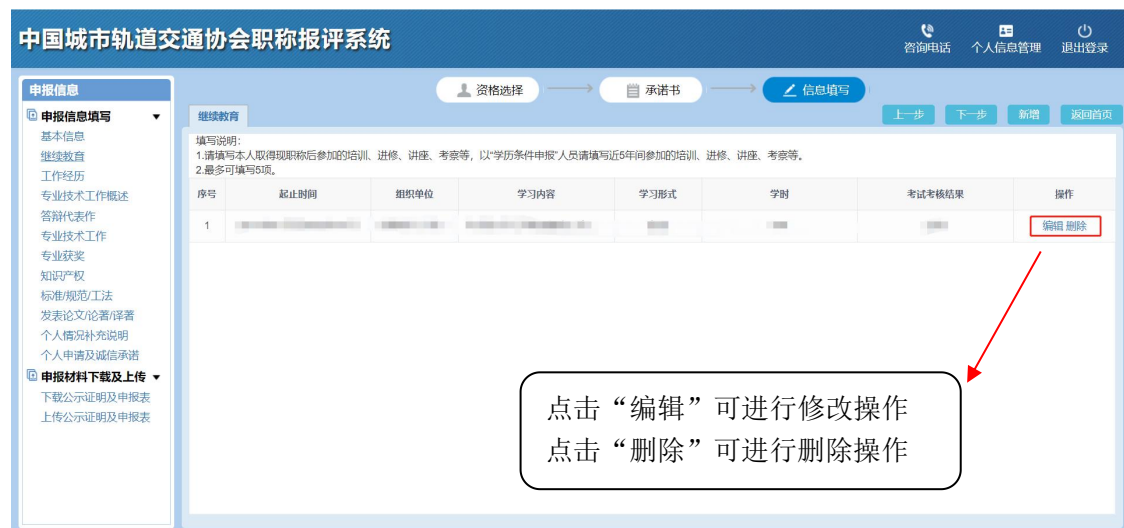 中国城市轨道交通协会职称报评系统
咨询电话 个人信息管理 退出登录
申报信息
申报信息填写
基本信息
继续教育
工作经历
专业技术工作概述
答辩代表作
专业技术工作
专业获奖
知识产权
标准/规范/工法
发表论文/论著/译著
个人情况补充说明
个人申请及诚信承诺
申报材料下载及上传
下载公示证明及申报表
上传公示证明及申报表
资格选择 承诺书 信息填写
继续教育
上一步 下一步 新增 返回首页
填写说明:
1.请填写本人取得现职称后参加的培训、进修、讲座、考察等，以“学历条件申报”人员请填写近5年间参加的培训、进修、讲座、考察等。
2.最多可填写5项。
序号 起止时间 组织单位 学习内容 学习形式 学时 考试考核结果 操作
1 编辑 删除
点击“编辑”可进行修改操作
点击“删除”可进行删除操作